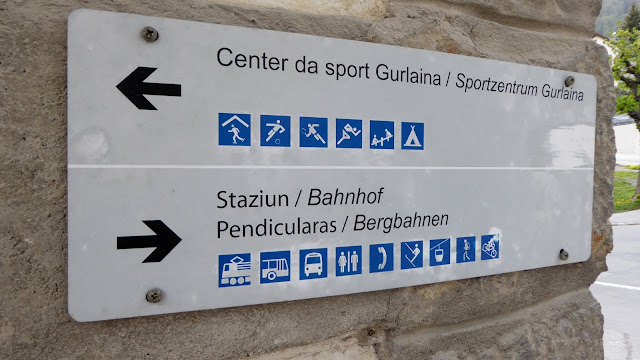 Center da sport Gurlaina / Sportzentrum Gurlaina
Staziun / Bahnhof
Pendicularas / Bergbahnen